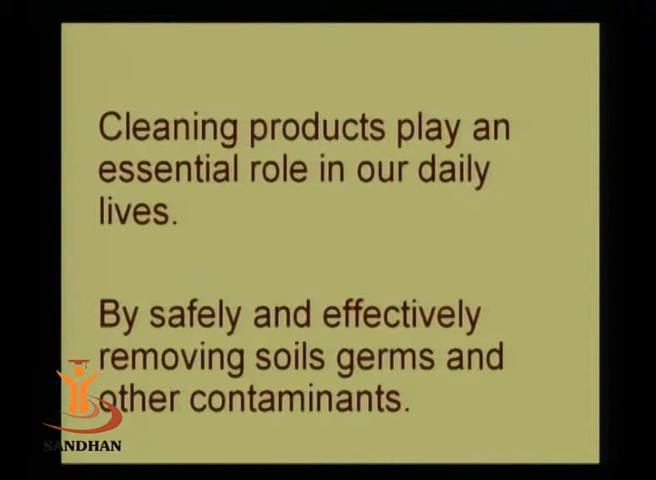 Cleaning products play an
essential role in our daily
lives.
By safely and effectively
removing soils germs and
other contaminants.
SANDHAN